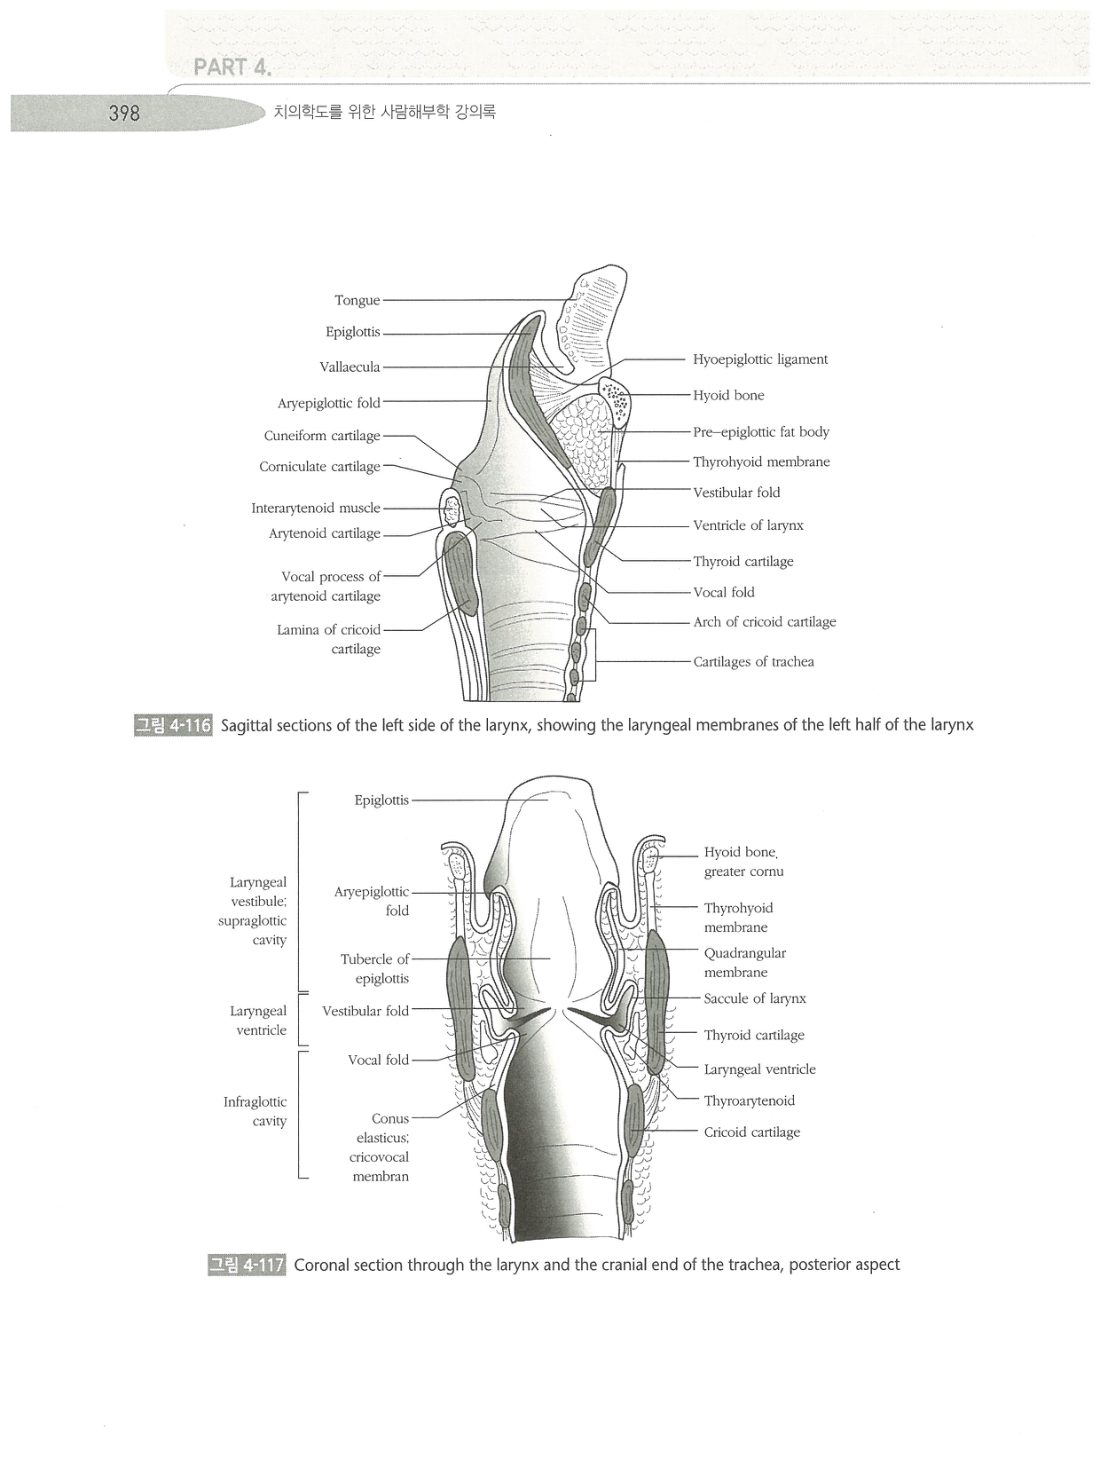 PART 4.
398
치의학도를 위한 사람해부학 강의록
Tongue
Epiglottis
Vallaecula
Aryepiglottic fold
Cuneiform cartilage
Corniculate cartilage
Interarytenoid muscle
Arytenoid cartilage
Vocal process of
arytenoid cartilage
Lamina of cricoid
cartilage
Hyoepiglottic ligament
Hyoid bone
Pre-epiglottic fat body
Thyrohyoid membrane
Vestibular fold
Ventricle of larynx
Thyroid cartilage
Vocal fold
Arch of cricoid cartilage
Cartilages of trachea
그림 4-116 Sagittal sections of the left side of the larynx, showing the laryngeal membranes of the left half of the larynx
Laryngeal
vestibule;
supraglottic
cavity
Laryngeal
ventricle
Infraglottic
cavity
Epiglottis
Aryepiglottic
fold
Tubercle of
epiglottis
Vestibular fold
Vocal fold
Conus
elasticus;
cricovocal
membran
Hyoid bone,
greater cornu
Thyrohyoid
membrane
Quadrangular
membrane
Saccule of larynx
Thyroid cartilage
Laryngeal ventricle
Thyroarytenoid
Cricoid cartilage
그림 4-117 Coronal section through the larynx and the cranial end of the trachea, posterior aspect